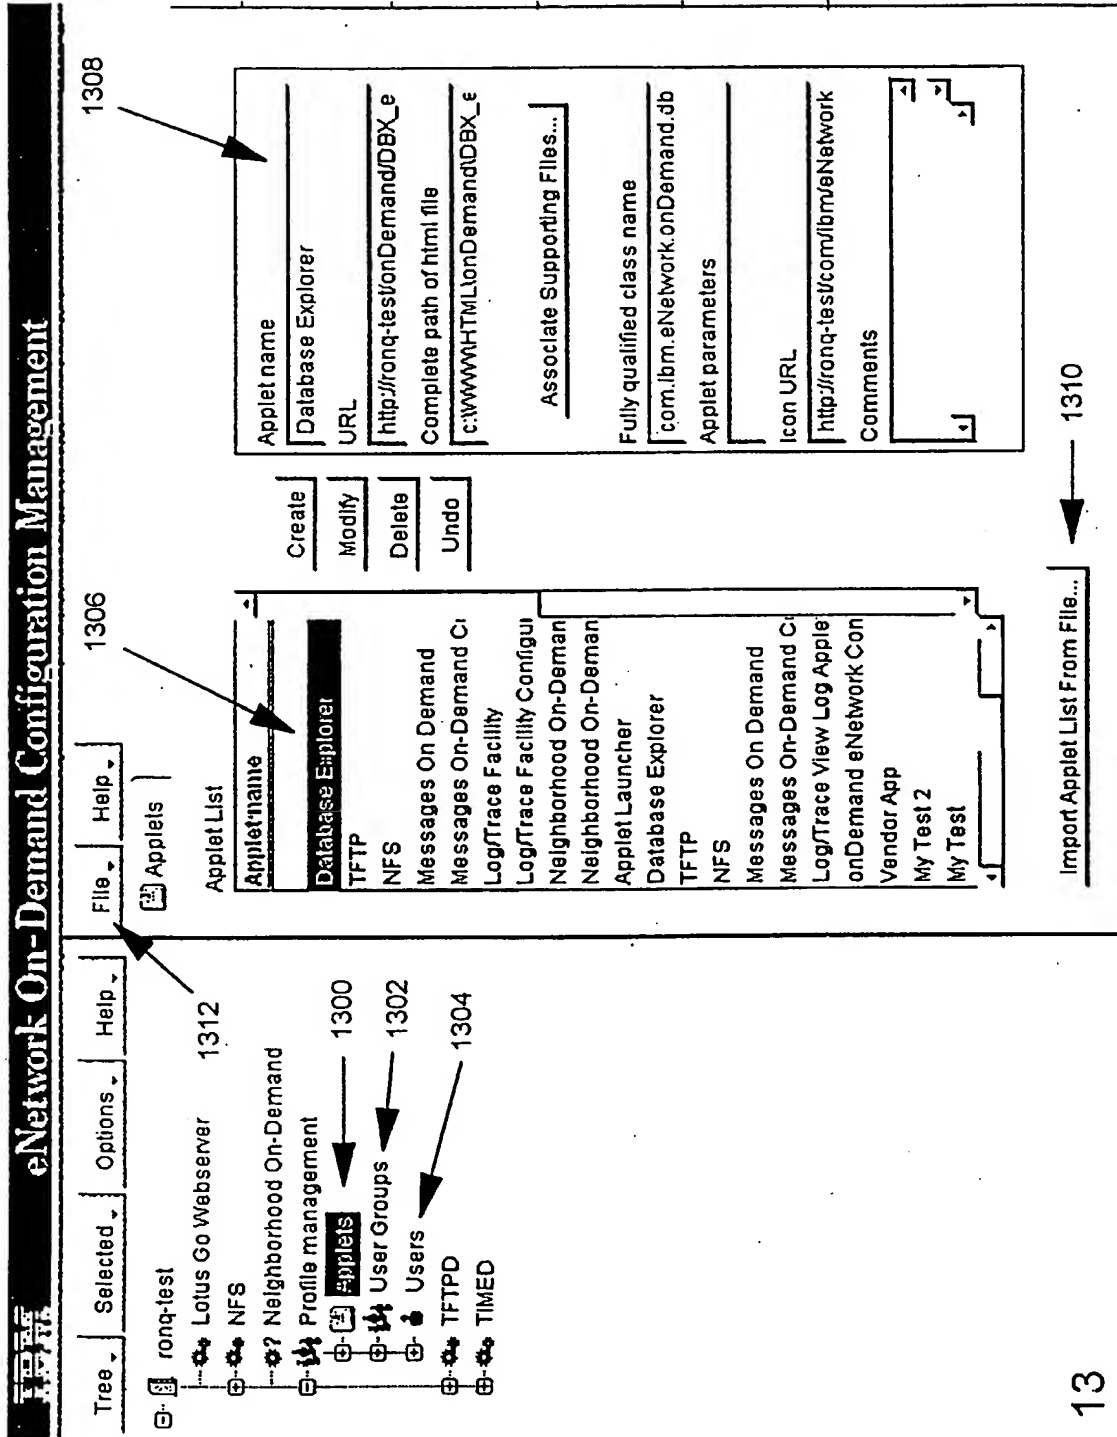 IBM
eNetwork On-Demand Configuration Management
Tree
Selected
Options
Help
ronq-test
Lotus Go Webserver
NFS
? Neighborhood On-Demand
Profile management
Applets
User Groups
Users
TFTPD
TIMED
1312
1300
1302
1304
File
Help
Applets
Applet List
Applet name
Database Explorer
TFTP
NFS
Messages On Demand
Messages On-Demand C
Log/Trace Facility
Log/Trace Facility Configur
Neighborhood On-Deman
Neighborhood On-Deman
Applet Launcher
Database Explorer
TFTP
NFS
Messages On Demand
Messages On-Demand C
Log/Trace View Log Applet
onDemand eNetwork Con
Vendor App
My Test 2
My Test
Import Applet List From File...
1306
1310
Create
Modify
Delete
Undo
1308
Applet name
Database Explorer
URL
http://ronq-test/onDemand/DBX_e
Complete path of html file
c:\WWW\HTML\onDemand\DBX_e
Associate Supporting Files...
Fully qualified class name
com.ibm.eNetwork.onDemand.db
Applet parameters
Icon URL
http://ronq-test/com/ibm/eNetwork
Comments
13